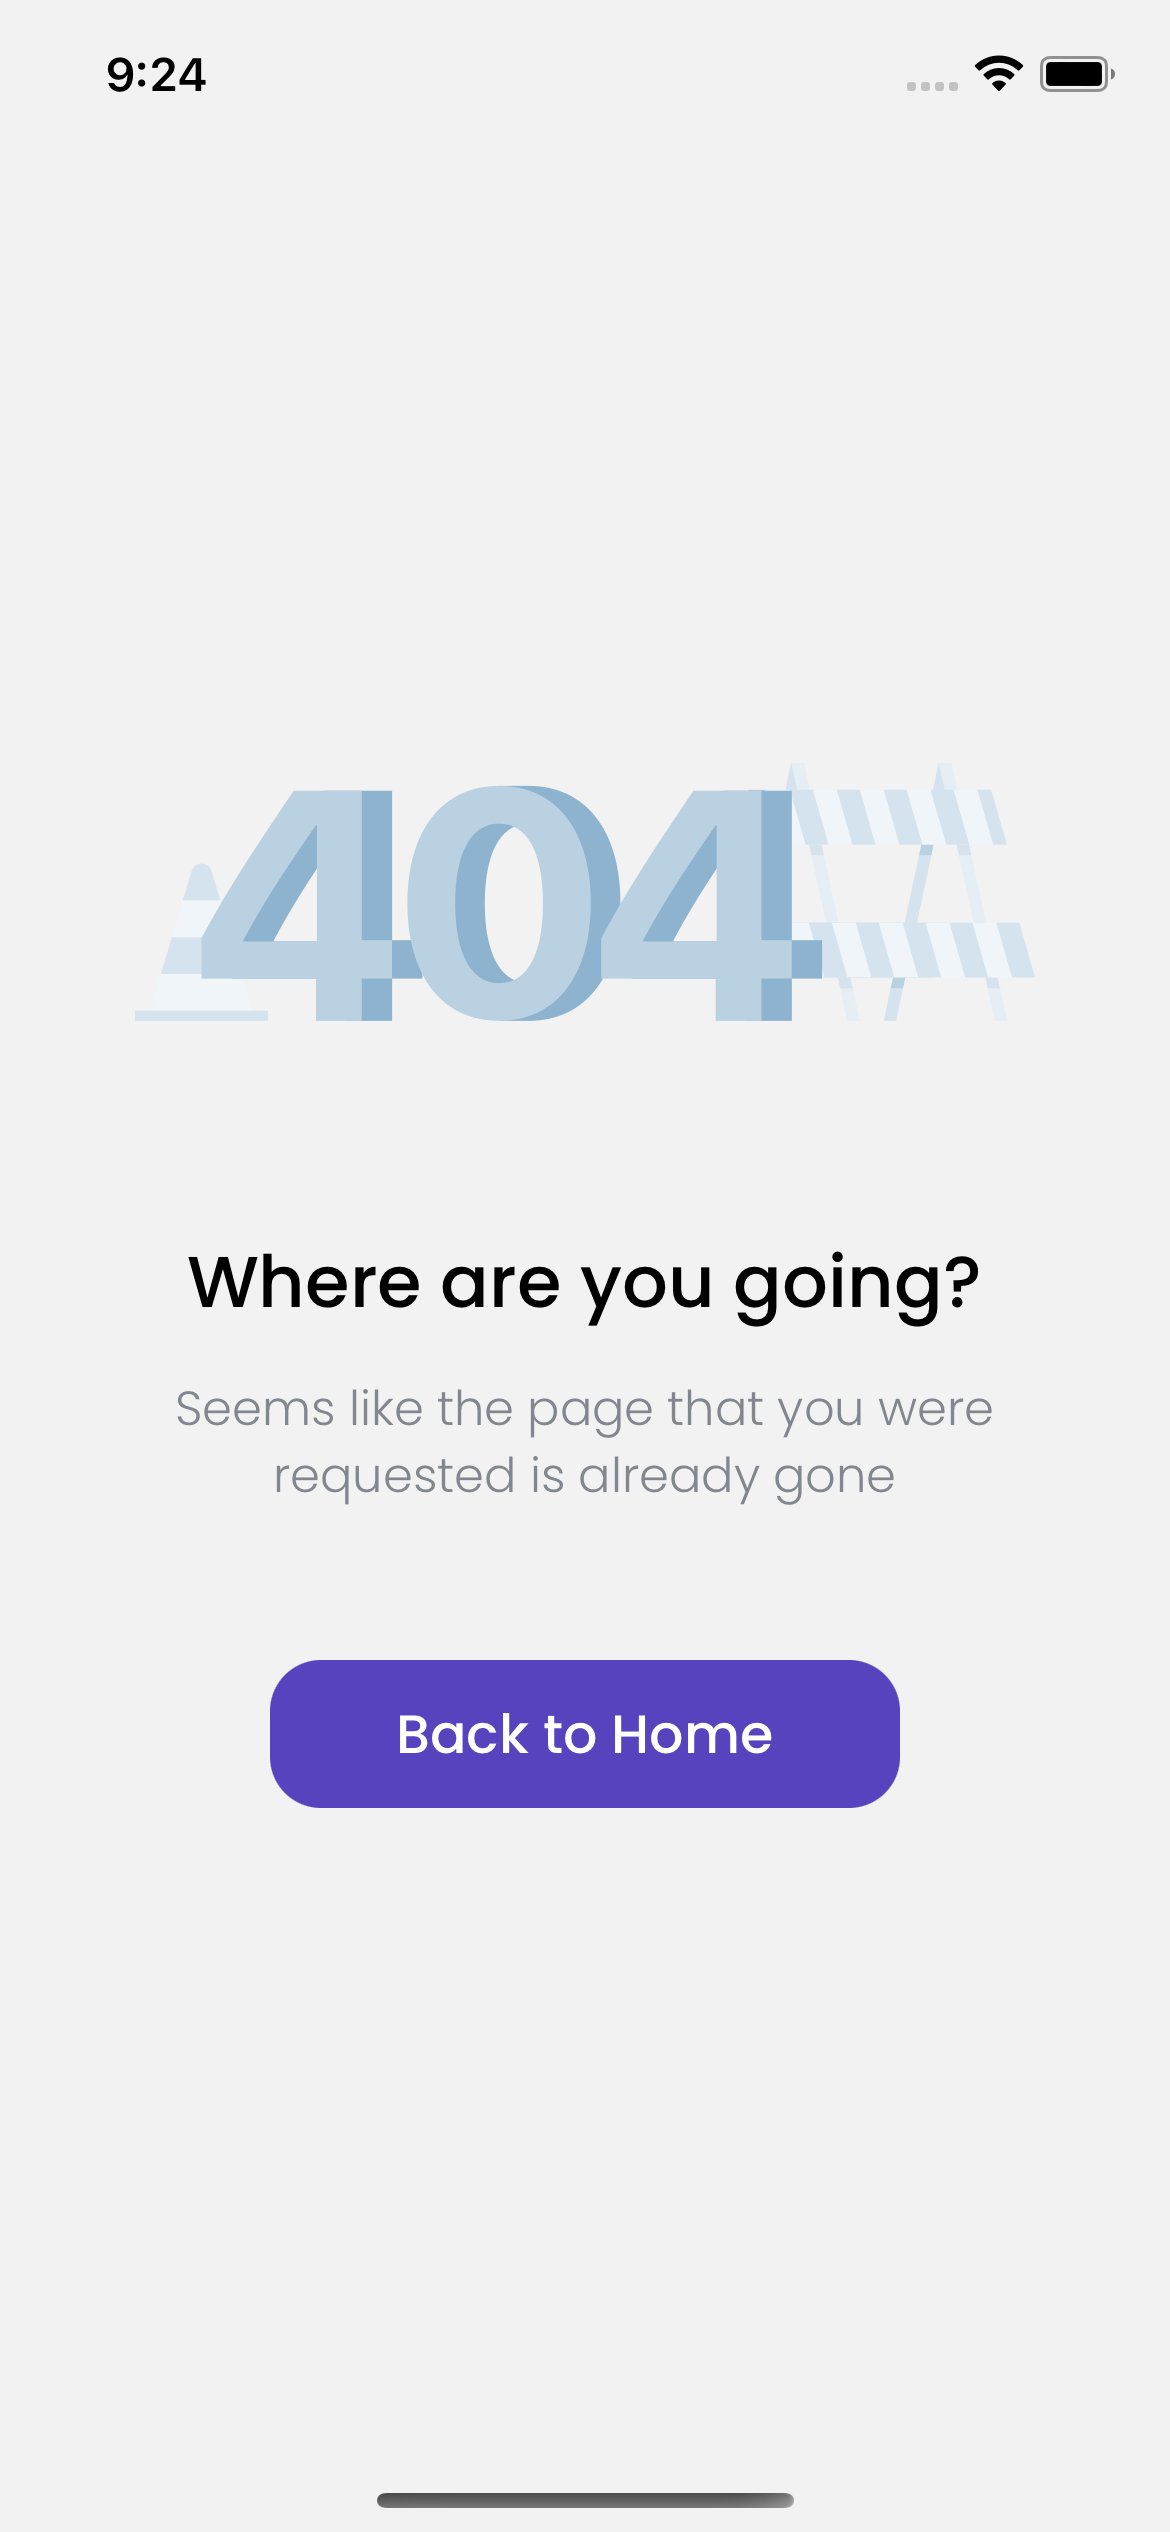 9:24
404
Where are you going?
Seems like the page that you were
requested is already gone
Back to Home